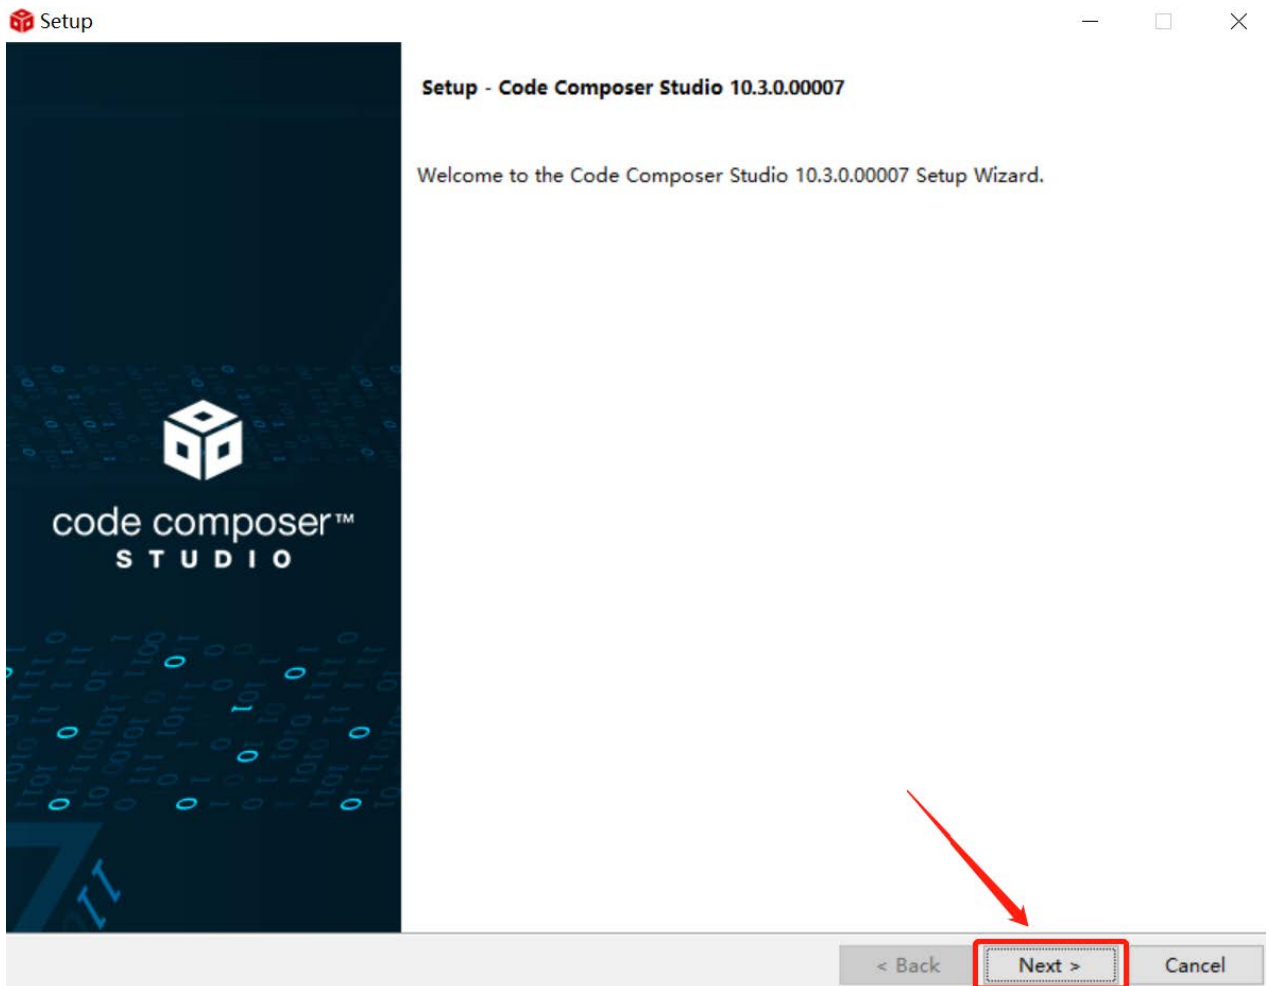 Setup
Setup - Code Composer Studio 10.3.0.00007
Welcome to the Code Composer Studio 10.3.0.00007 Setup Wizard.
code composer™
STUDIO
< Back
Next >
Cancel